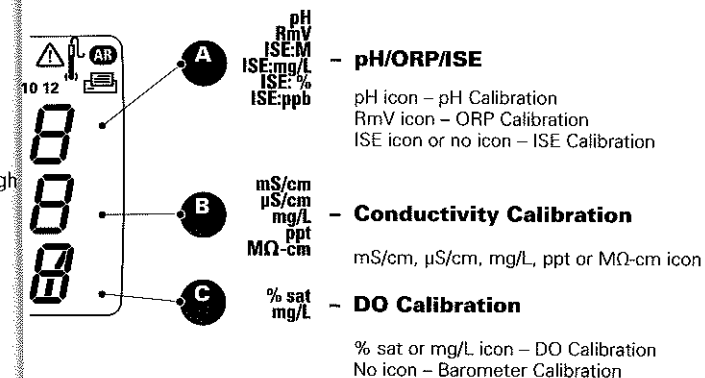 AR
10 12
gh
A
pH
RmV
ISE:M
ISE:mg/L
ISE: %
ISE:ppb
– pH/ORP/ISE
pH icon – pH Calibration
RmV icon – ORP Calibration
ISE icon or no icon – ISE Calibration
B
mS/cm
µS/cm
mg/L
ppt
MΩ-cm
– Conductivity Calibration
mS/cm, µS/cm, mg/L, ppt or MΩ-cm icon
C
% sat
mg/L
– DO Calibration
% sat or mg/L icon – DO Calibration
No icon – Barometer Calibration